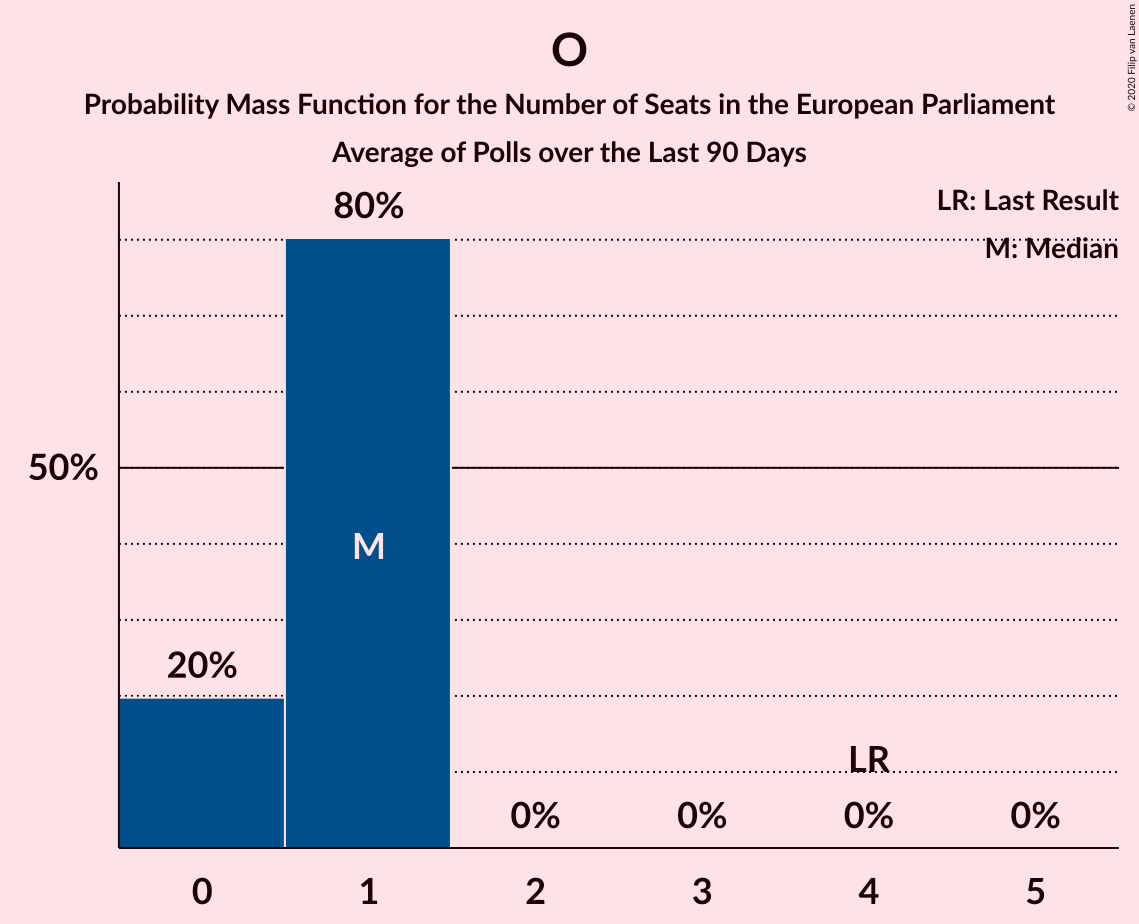 O
Probability Mass Function for the Number of Seats in the European Parliament
Average of Polls over the Last 90 Days
© 2020 Filip van Laenen
LR: Last Result
M: Median
80%
50%
M
20%
LR
0% 0% 0% 0%
0 1 2 3 4 5